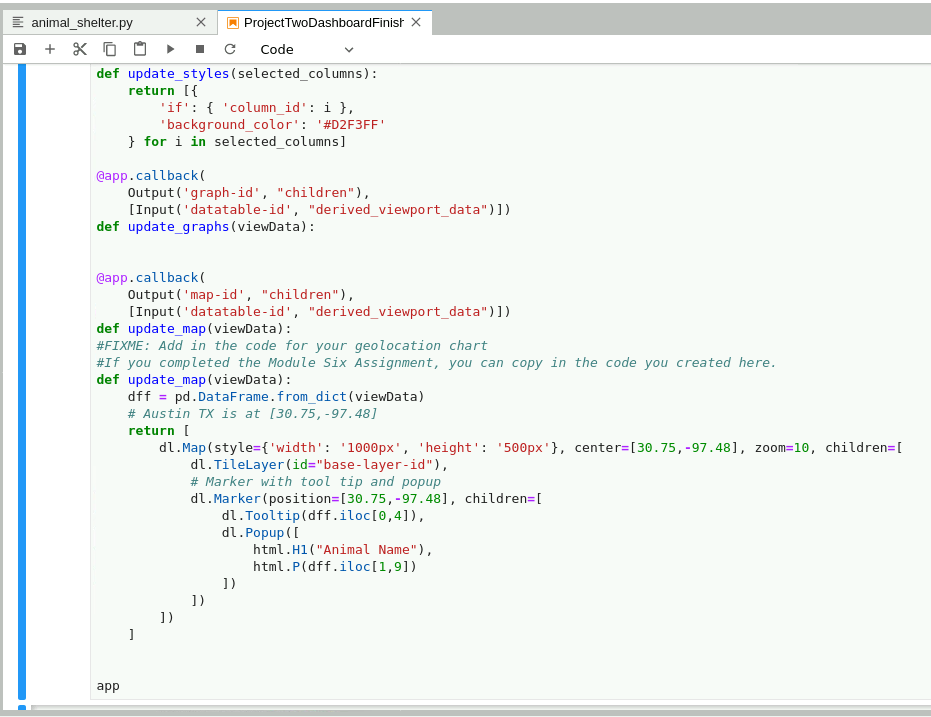 animal_shelter.py
ProjectTwoDashboardFinish
Code
def update_styles(selected_columns):
    return [{
        'if': { 'column_id': i },
        'background_color': '#D2F3FF'
    } for i in selected_columns]
@app.callback(
    Output('graph-id', "children"),
    [Input('datatable-id', "derived_viewport_data")])
def update_graphs(viewData):
@app.callback(
    Output('map-id', "children"),
    [Input('datatable-id', "derived_viewport_data")])
def update_map(viewData):
#FIXME: Add in the code for your geolocation chart
#If you completed the Module Six Assignment, you can copy in the code you created here.
def update_map(viewData):
    dff = pd.DataFrame.from_dict(viewData)
    # Austin TX is at [30.75,-97.48]
    return [
        dl.Map(style={'width': '1000px', 'height': '500px'}, center=[30.75,-97.48], zoom=10, children=[
            dl.TileLayer(id="base-layer-id"),
            # Marker with tool tip and popup
            dl.Marker(position=[30.75,-97.48], children=[
                dl.Tooltip(dff.iloc[0,4]),
                dl.Popup([
                    html.H1("Animal Name"),
                    html.P(dff.iloc[1,9])
                ])
            ])
        ])
    ]
app